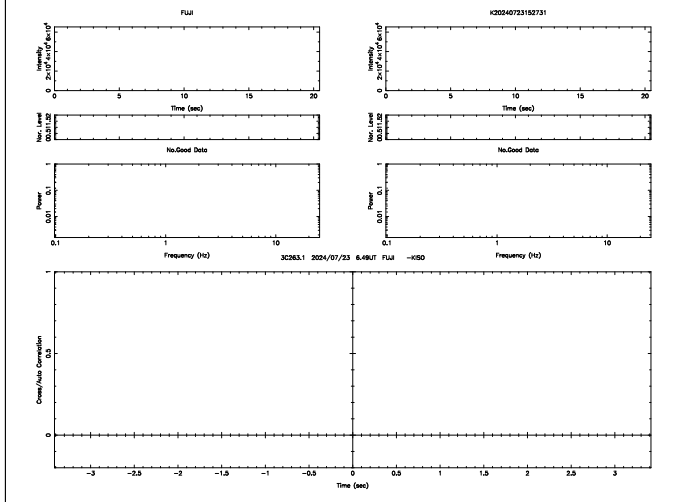 FUJI K20240723152731
Intensity 0 2×10⁴ 4×10⁴ 6×10⁴ Intensity 0 2×10⁴ 4×10⁴ 6×10⁴
0 5 10 15 20 0 5 10 15 20
Time (sec) Time (sec)
Nor. Level 0 0.5 1 1.5 2 Nor. Level 0 0.5 1 1.5 2
No.Good Data No.Good Data
Power 0.01 0.1 1 Power 0.01 0.1 1
0.1 1 10 0.1 1 10
Frequency (Hz) Frequency (Hz)
3C263.1 2024/07/23 6.49UT FUJI -KISO
Cross/Auto Correlation 0 0.5 1
-3 -2.5 -2 -1.5 -1 -0.5 0 0.5 1 1.5 2 2.5 3
Time (sec)